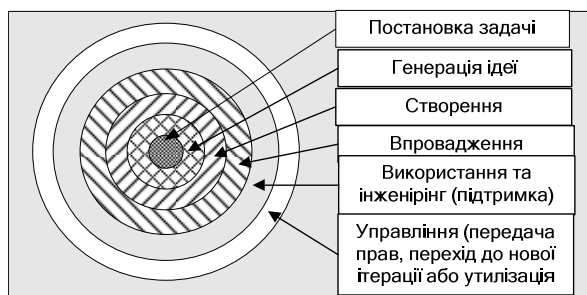 Постановка задачі
Генерація ідеї
Створення
Впровадження
Використання та
інженірінг (підтримка)
Управління (передача
прав, перехід до нової
ітерації або утилізація